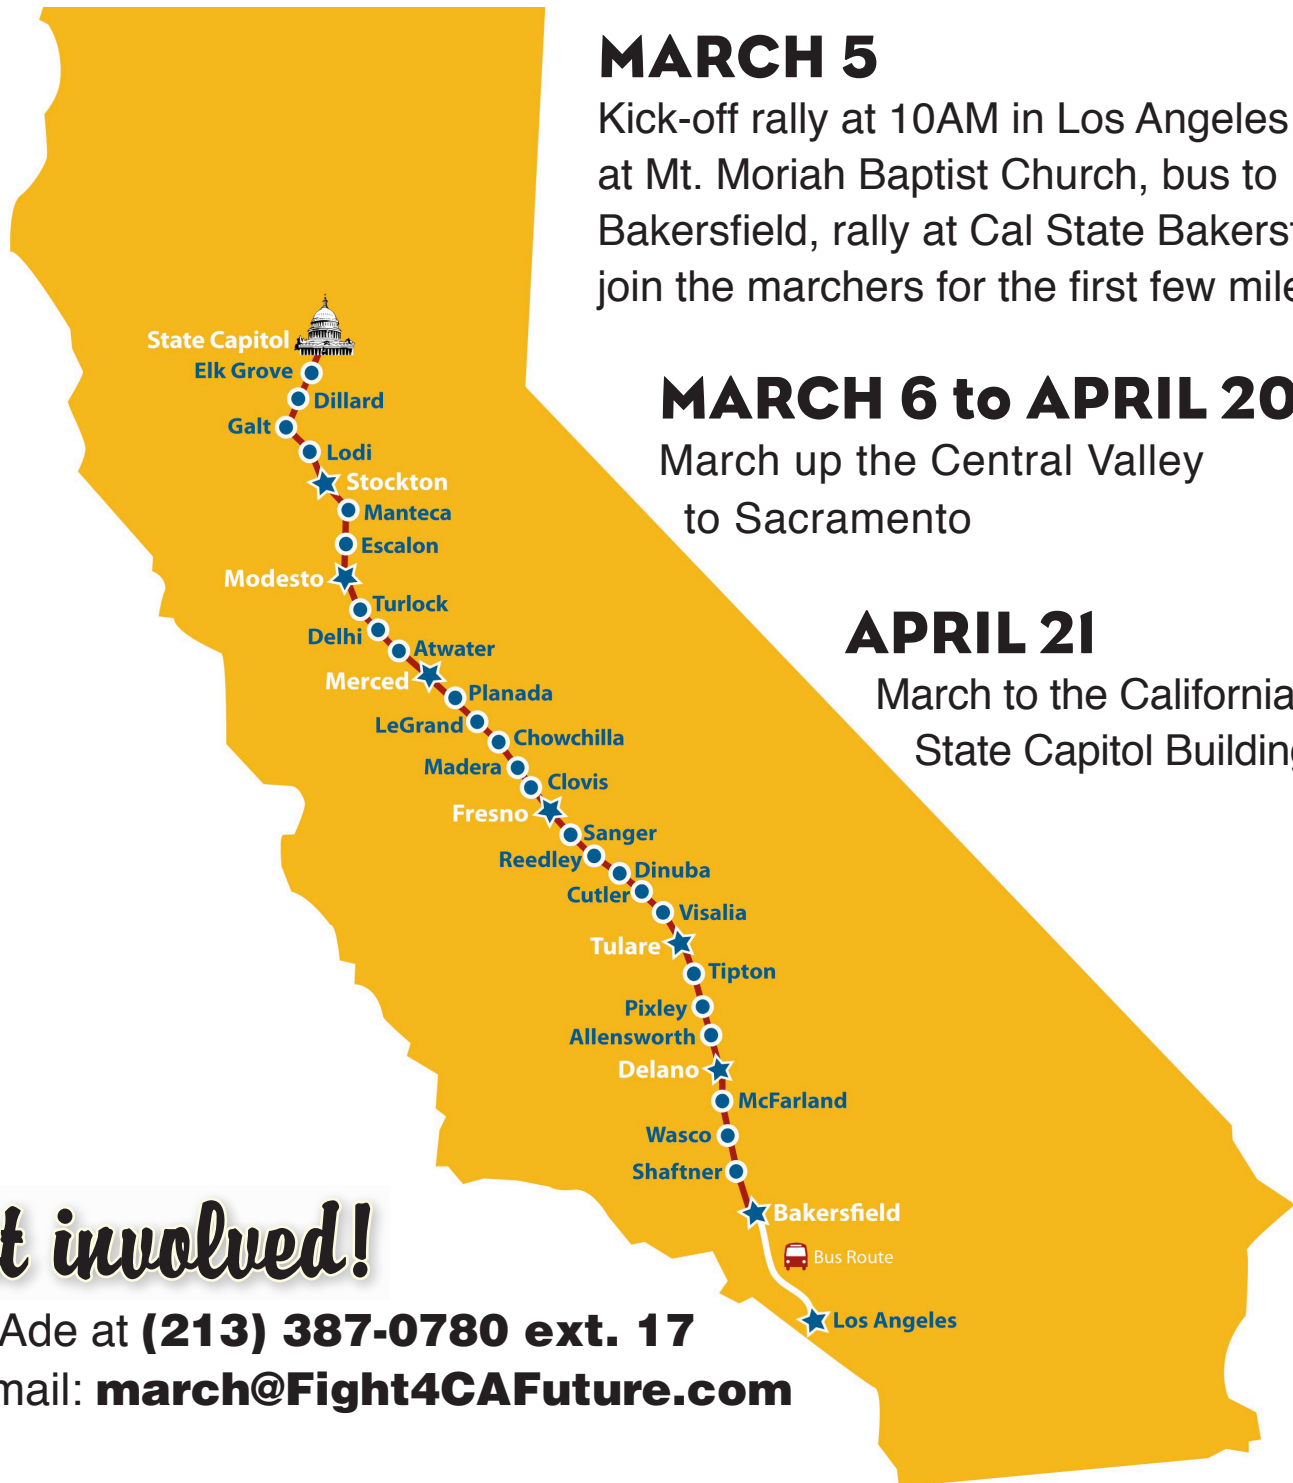 MARCH 5
Kick-off rally at 10AM in Los Angeles
at Mt. Moriah Baptist Church, bus to
Bakersfield, rally at Cal State Bakersf
join the marchers for the first few mile
MARCH 6 to APRIL 20
March up the Central Valley
to Sacramento
APRIL 21
March to the California
State Capitol Building
State Capitol
Elk Grove
Dillard
Galt
Lodi
Stockton
Manteca
Escalon
Modesto
Turlock
Delhi
Atwater
Merced
Planada
LeGrand
Chowchilla
Madera
Clovis
Fresno
Sanger
Reedley
Dinuba
Cutler
Visalia
Tulare
Tipton
Pixley
Allensworth
Delano
McFarland
Wasco
Shaftner
Bakersfield
Bus Route
Los Angeles
t involved!
Ade at (213) 387-0780 ext. 17
mail: march@Fight4CAFuture.com